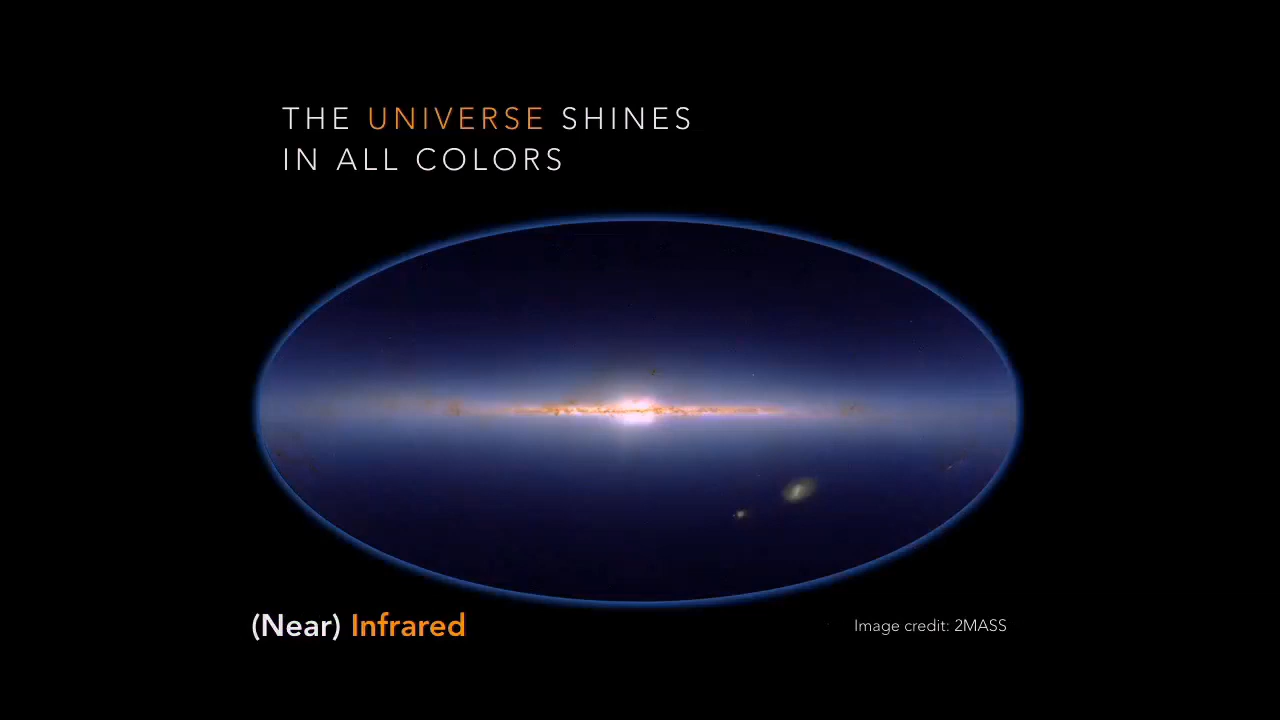 THE UNIVERSE SHINES
IN ALL COLORS
(Near) Infrared
Image credit: 2MASS